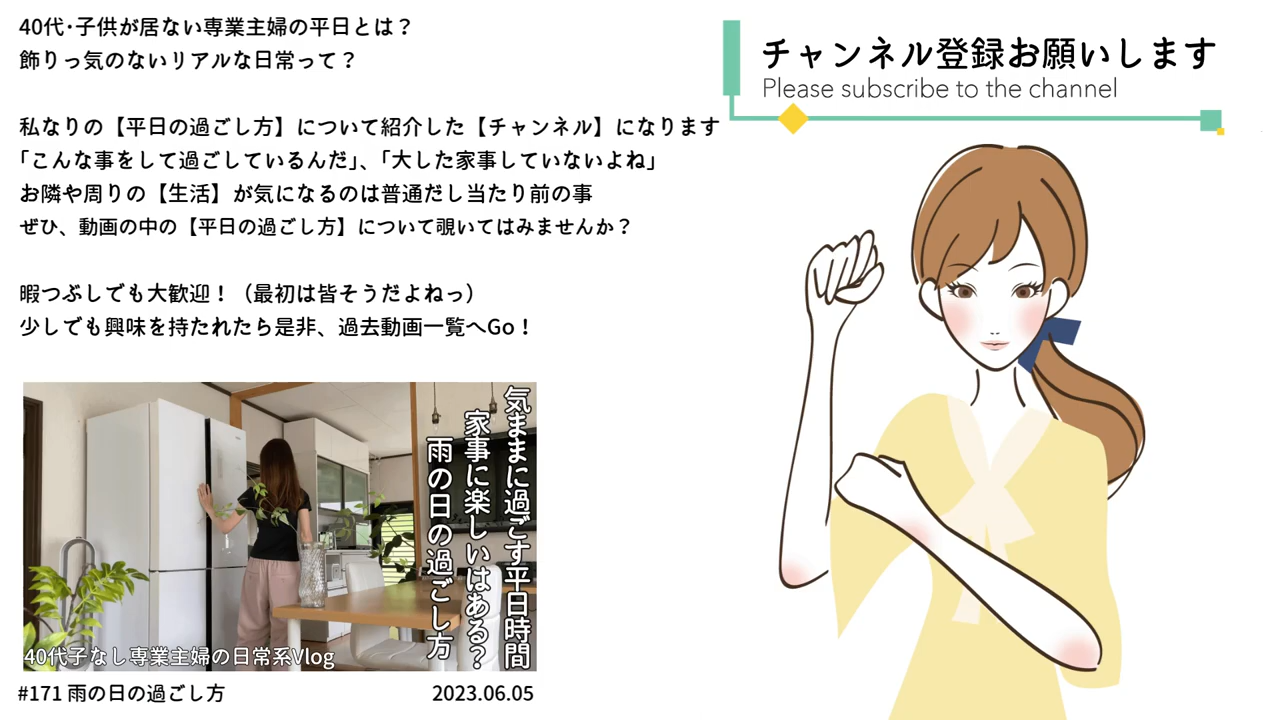 40代･子供が居ない専業主婦の平日とは？
飾りっ気のないリアルな日常って？
私なりの【平日の過ごし方】について紹介した【チャンネル】になります
｢こんな事をして過ごしているんだ｣､｢大した家事していないよね｣
お隣や周りの【生活】が気になるのは普通だし当たり前の事
ぜひ、動画の中の【平日の過ごし方】について覗いてはみませんか？
暇つぶしでも大歓迎！（最初は皆そうだよねっ）
少しでも興味を持たれたら是非、過去動画一覧へGo！
チャンネル登録お願いします
Please subscribe to the channel
気ままに過ごす平日時間
家事に楽しいはある？
雨の日の過ごし方
40代子なし専業主婦の日常系Vlog
#171 雨の日の過ごし方
2023.06.05